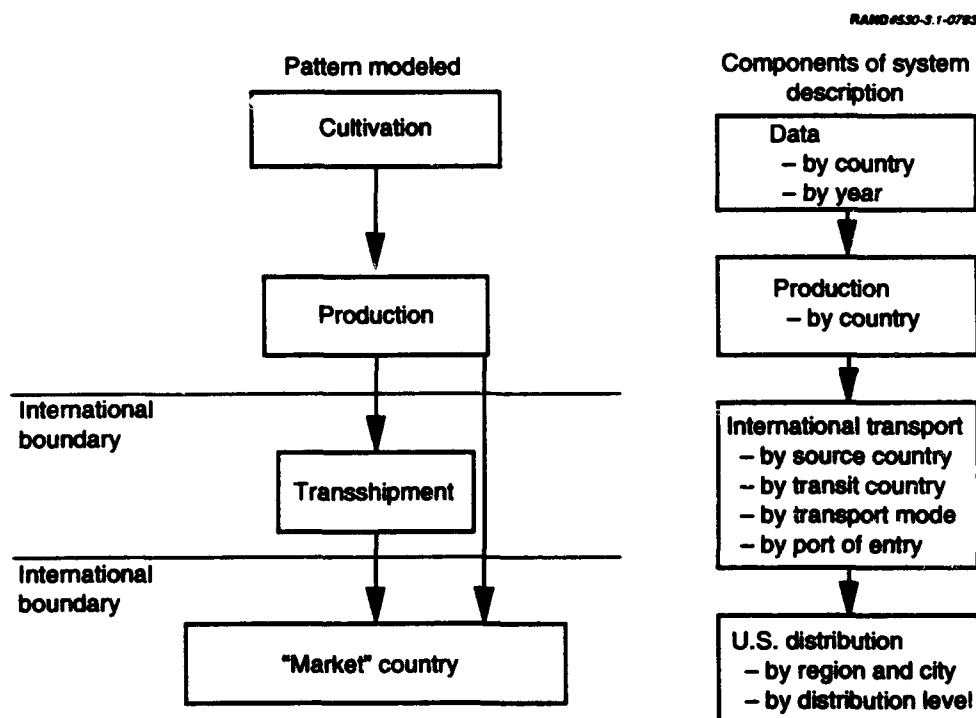 RAND#530-3.1-0793
Pattern modeled
Cultivation
Production
International
boundary
Transshipment
International
boundary
"Market" country
Components of system
description
Data
– by country
– by year
Production
– by country
International transport
– by source country
– by transit country
– by transport mode
– by port of entry
U.S. distribution
– by region and city
– by distribution level